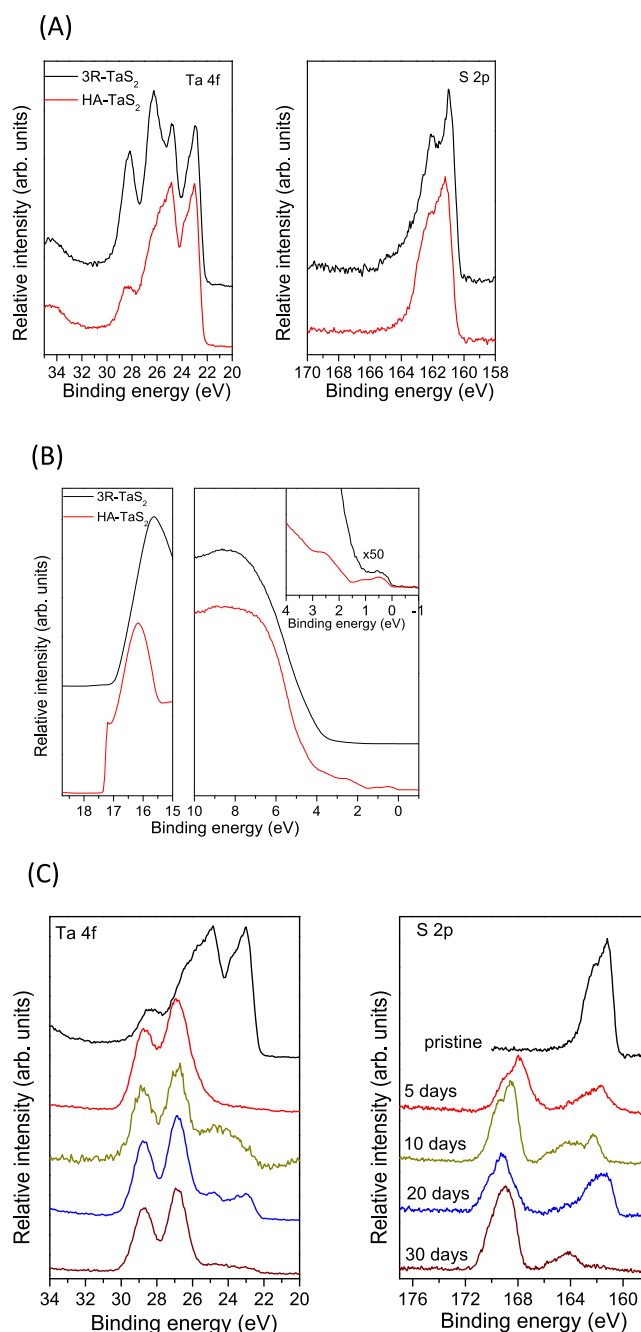 (A)
3R-TaS2
HA-TaS2
Ta 4f
S 2p
Relative intensity (arb. units)
Relative intensity (arb. units)
34 32 30 28 26 24 22 20
170 168 166 164 162 160 158
Binding energy (eV)
Binding energy (eV)
(B)
3R-TaS2
HA-TaS2
x50
4 3 2 1 0 -1
Binding energy (eV)
Relative intensity (arb. units)
Relative intensity (arb. units)
18 17 16 15
10 8 6 4 2 0
Binding energy (eV)
(C)
Ta 4f
S 2p
pristine
5 days
10 days
20 days
30 days
Relative intensity (arb. units)
Relative intensity (arb. units)
34 32 30 28 26 24 22 20
176 172 168 164 160
Binding energy (eV)
Binding energy (eV)